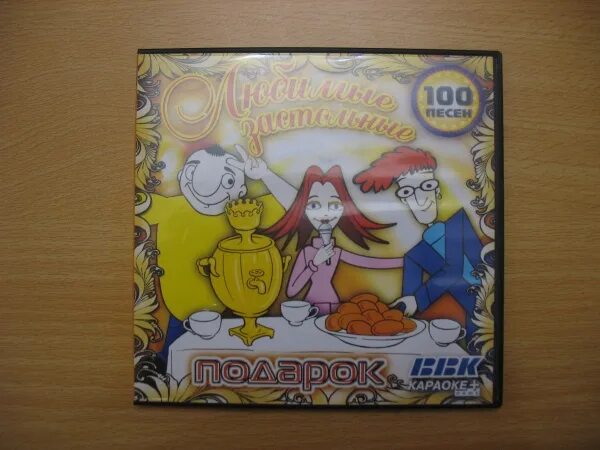 Любимые
застольные
100
ПЕСЕН
ПОДАРОК
BBK
КАРАОКЕ+